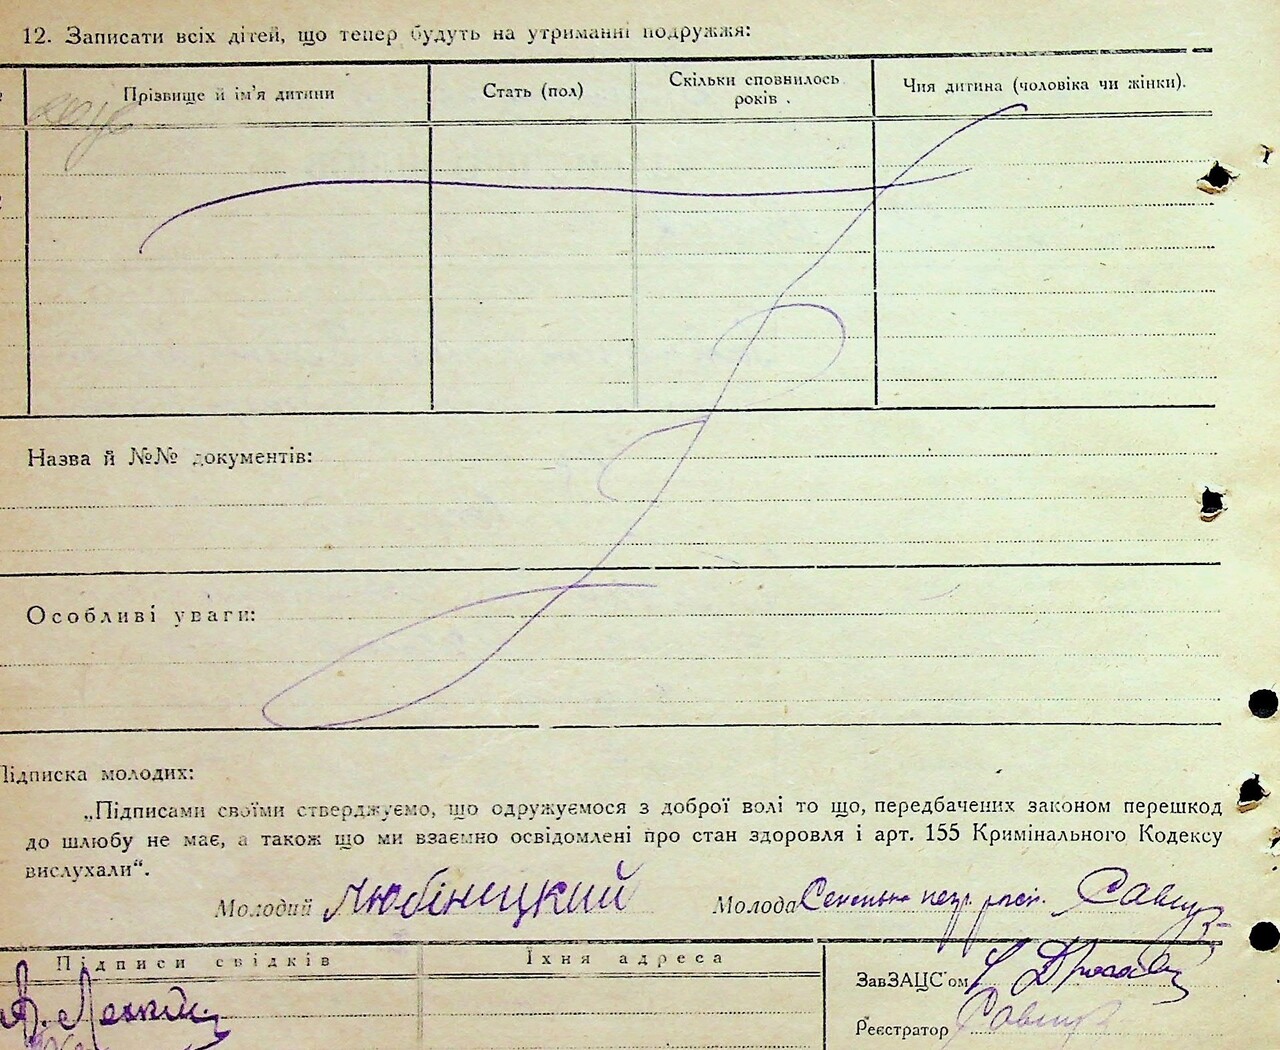 12. Записати всіх дітей, що тепер будуть на утриманні подружжя:
Прізвище й ім'я дитини
Стать (пол)
Скільки сповнилось
років .
Чия дитина (чоловіка чи жінки).
Назва й №№ документів:
Особливі уваги:
Підписка молодих:
„Підписами своїми стверджуємо, що одружуємося з доброї волі то що, передбачених законом перешкод
до шлюбу не має, а також що ми взаємно освідомлені про стан здоровля і арт. 155 Кримінального Кодексу
вислухали“.
Молодий Любінецкий Молода
Підписи свідків
Їхня адреса
ЗавЗАЦС'ом
Реєстратор